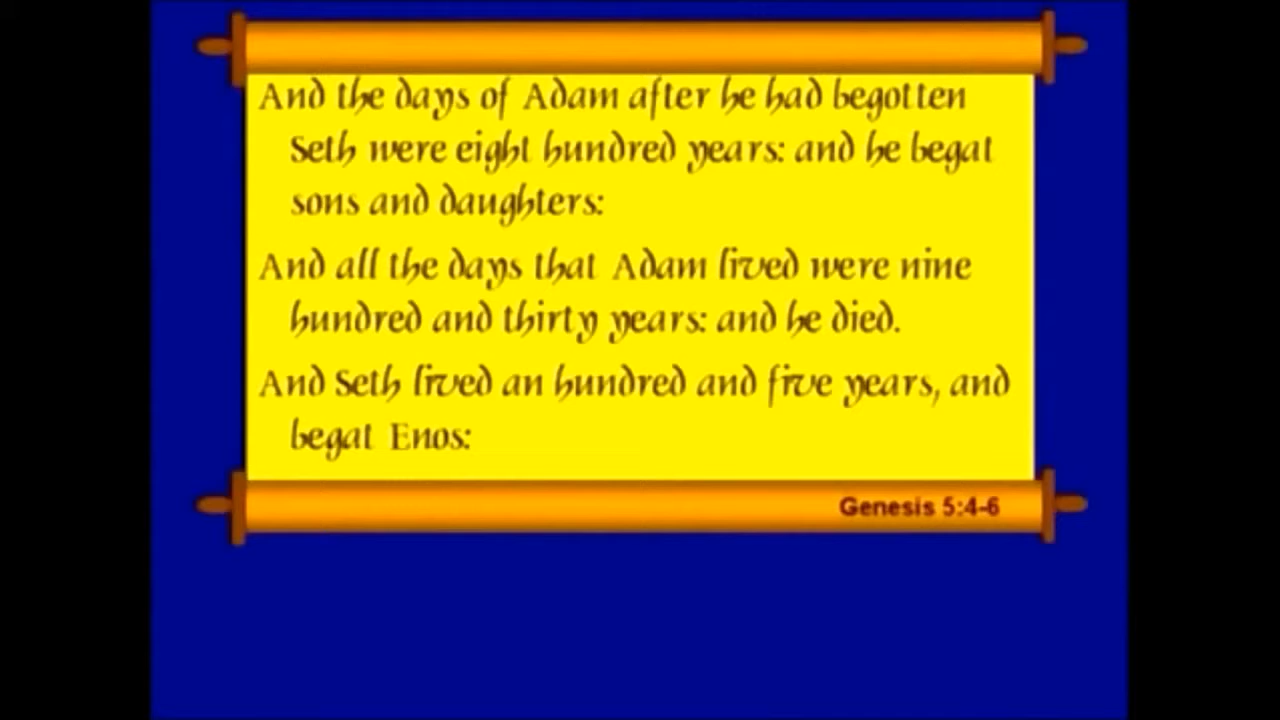 And the days of Adam after he had begotten
Seth were eight hundred years: and he begat
sons and daughters:
And all the days that Adam lived were nine
hundred and thirty years: and he died.
And Seth lived an hundred and five years, and
begat Enos:
Genesis 5:4-6